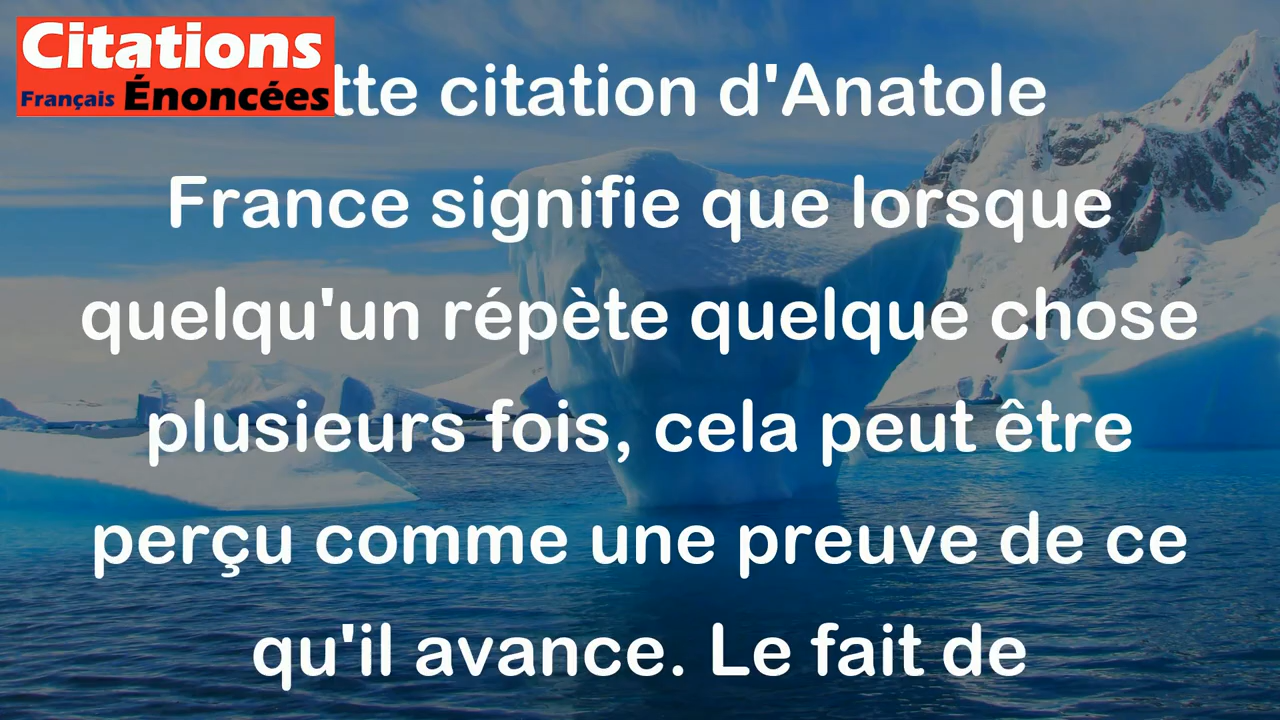 Citations
Français Énoncées
tte citation d'Anatole
France signifie que lorsque
quelqu'un répète quelque chose
plusieurs fois, cela peut être
perçu comme une preuve de ce
qu'il avance. Le fait de